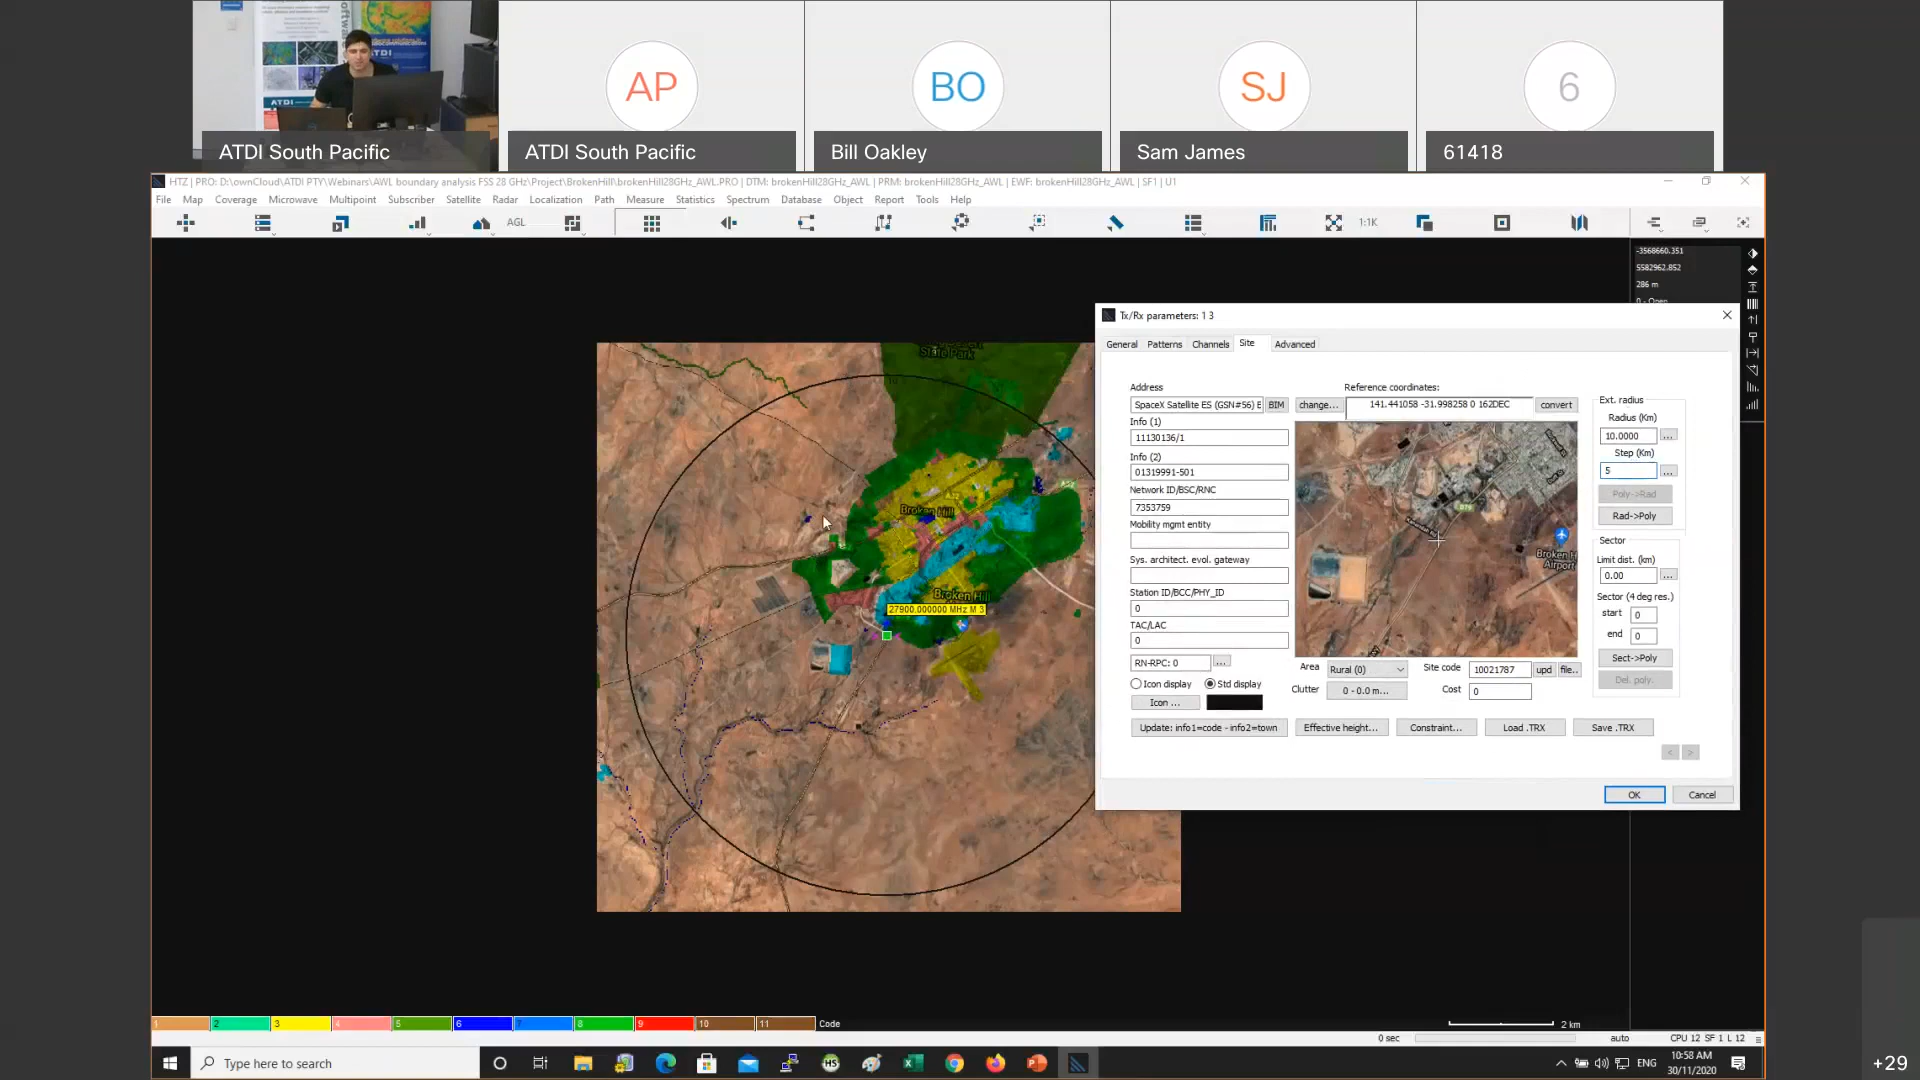 ATDI
AP
BO
SJ
6
ATDI South Pacific
ATDI South Pacific
Bill Oakley
Sam James
61418
HTZ | PRO: D:\ownCloud\ATDI PTY\Webinars\AWL boundary analysis FSS 28 GHz\Project\BrokenHill\brokenHill28GHz_AWL.PRO | DTM: brokenHill28GHz_AWL | PRM: brokenHill28GHz_AWL | EWF: brokenHill28GHz_AWL | SF1 | U1
File Map Coverage Microwave Multipoint Subscriber Satellite Radar Localization Path Measure Statistics Spectrum Database Object Report Tools Help
AGL
1:1K
-3568660.351
5582962.852
286 m
0 - Open
State Park
Broken Hill
Broken Hill
27900.000000 MHz M 3
Tx/Rx parameters: 1 3
General Patterns Channels Site Advanced
Address
SpaceX Satellite ES (GSN#56) E
BIM
Reference coordinates:
change...
141.441058 -31.998258 0 162DEC
convert
Info (1)
11130136/1
Info (2)
01319991-501
Network ID/BSC/RNC
7353759
Mobility mgmt entity
Sys. architect. evol. gateway
Station ID/BCC/PHY_ID
0
TAC/LAC
0
RN-RPC: 0
...
Icon display
Std display
Icon ...
Broken H
Airport
Area
Rural (0)
Site code
10021787
upd
file..
Clutter
0 - 0.0 m...
Cost
0
Ext. radius
Radius (Km)
10.0000
...
Step (Km)
5
...
Poly->Rad
Rad->Poly
Sector
Limit dist. (km)
0.00
...
Sector (4 deg res.)
start
0
end
0
Sect->Poly
Del. poly.
Update: info1=code - info2=town
Effective height...
Constraint...
Load .TRX
Save .TRX
<
>
OK
Cancel
1 2 3 4 5 6 7 8 9 10 11 Code
2 km
0 sec
auto
CPU 12 SF 1 L 12
Type here to search
ENG
10:58 AM
30/11/2020
+29